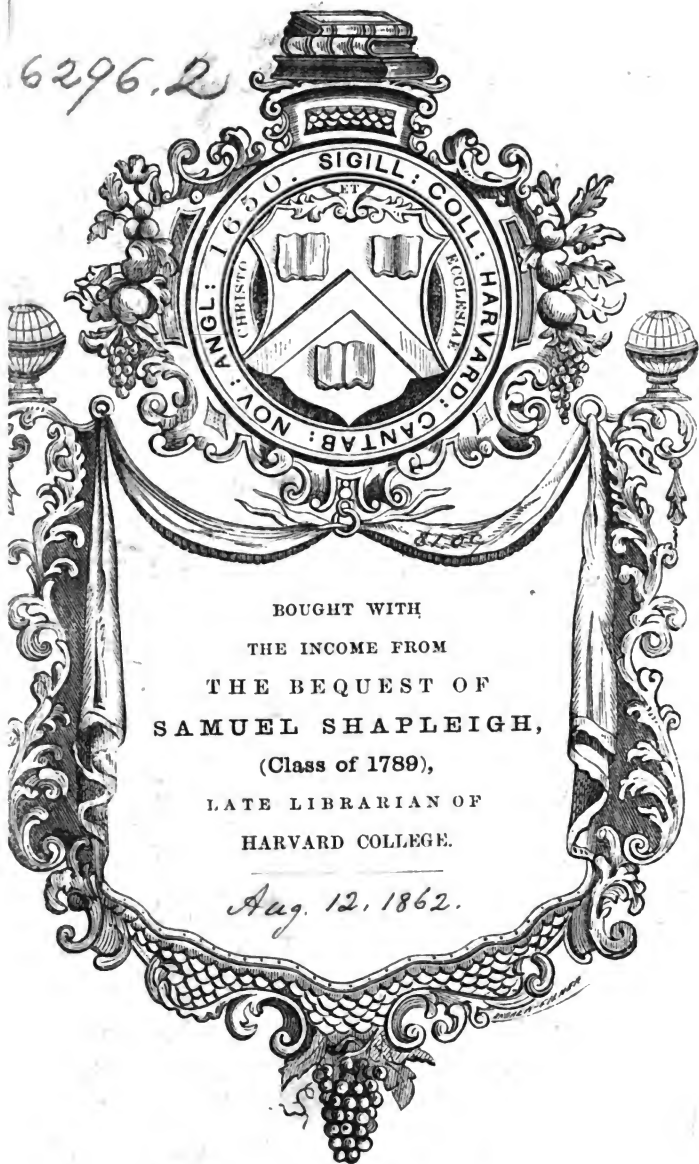 6296.2
SIGILL: COLL: HARVARD: CANTAB: NOV: ANGL: 1650.
ET
CHRISTO
ECCLESIAE
BOUGHT WITH
THE INCOME FROM
THE BEQUEST OF
SAMUEL SHAPLEIGH,
(Class of 1789),
LATE LIBRARIAN OF
HARVARD COLLEGE.
Aug. 12, 1862.